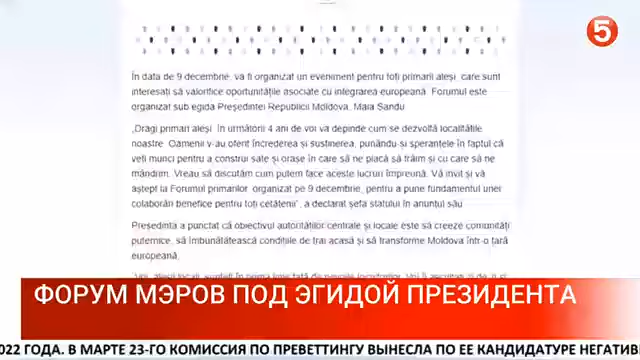 5
În data de 9 decembrie, va fi organizat un eveniment pentru toți primarii aleși, care sunt
interesați să valorifice oportunitățile asociate cu integrarea europeană. Forumul este
organizat sub egida Președintei Republicii Moldova, Maia Sandu
„Dragi primari aleși. În următorii 4 ani de voi va depinde cum se dezvoltă localitățile
noastre. Oamenii v-au oferit încrederea și susținerea, punându-și speranțele în faptul că
veți munci pentru a construi sate și orașe în care să ne placă să trăim și cu care să ne
mândrim. Vreau să discutăm cum putem face aceste lucruri împreună. Vă invit și vă
aștept la Forumul primarilor, organizat pe 9 decembrie, pentru a pune fundamentul unei
colaborări benefice pentru toți cetățenii”, a declarat șefa statului în anunțul său
Președinta a punctat că obiectivul autorităților centrale și locale este să creeze comunități
puternice, să îmbunătățească condițiile de trai acasă și să transforme Moldova într-o țară
europeană.
ФОРУМ МЭРОВ ПОД ЭГИДОЙ ПРЕЗИДЕНТА
2022 ГОДА. В МАРТЕ 23-ГО КОМИССИЯ ПО ПРЕВЕТТИНГУ ВЫНЕСЛА ПО ЕЕ КАНДИДАТУРЕ НЕГАТИВ